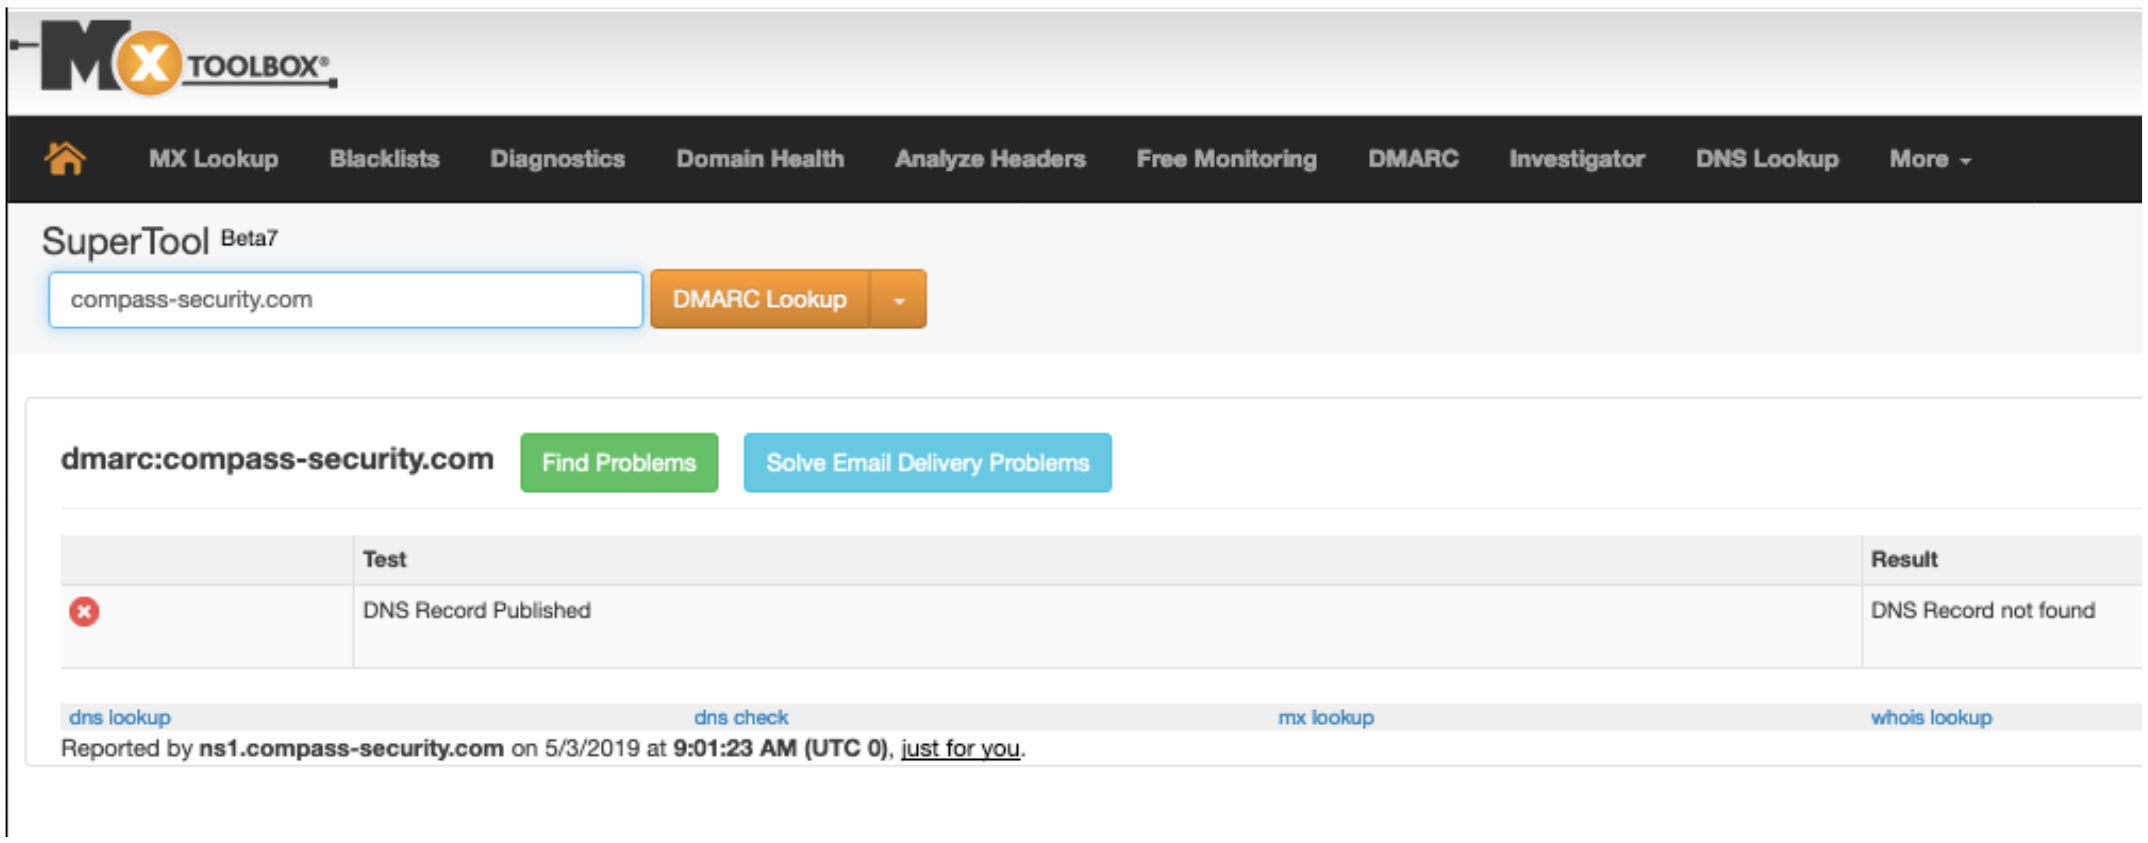 MX TOOLBOX®
MX Lookup Blacklists Diagnostics Domain Health Analyze Headers Free Monitoring DMARC Investigator DNS Lookup More
SuperTool Beta7
compass-security.com DMARC Lookup
dmarc:compass-security.com Find Problems Solve Email Delivery Problems
Test Result
DNS Record Published DNS Record not found
dns lookup dns check mx lookup whois lookup
Reported by ns1.compass-security.com on 5/3/2019 at 9:01:23 AM (UTC 0), just for you.